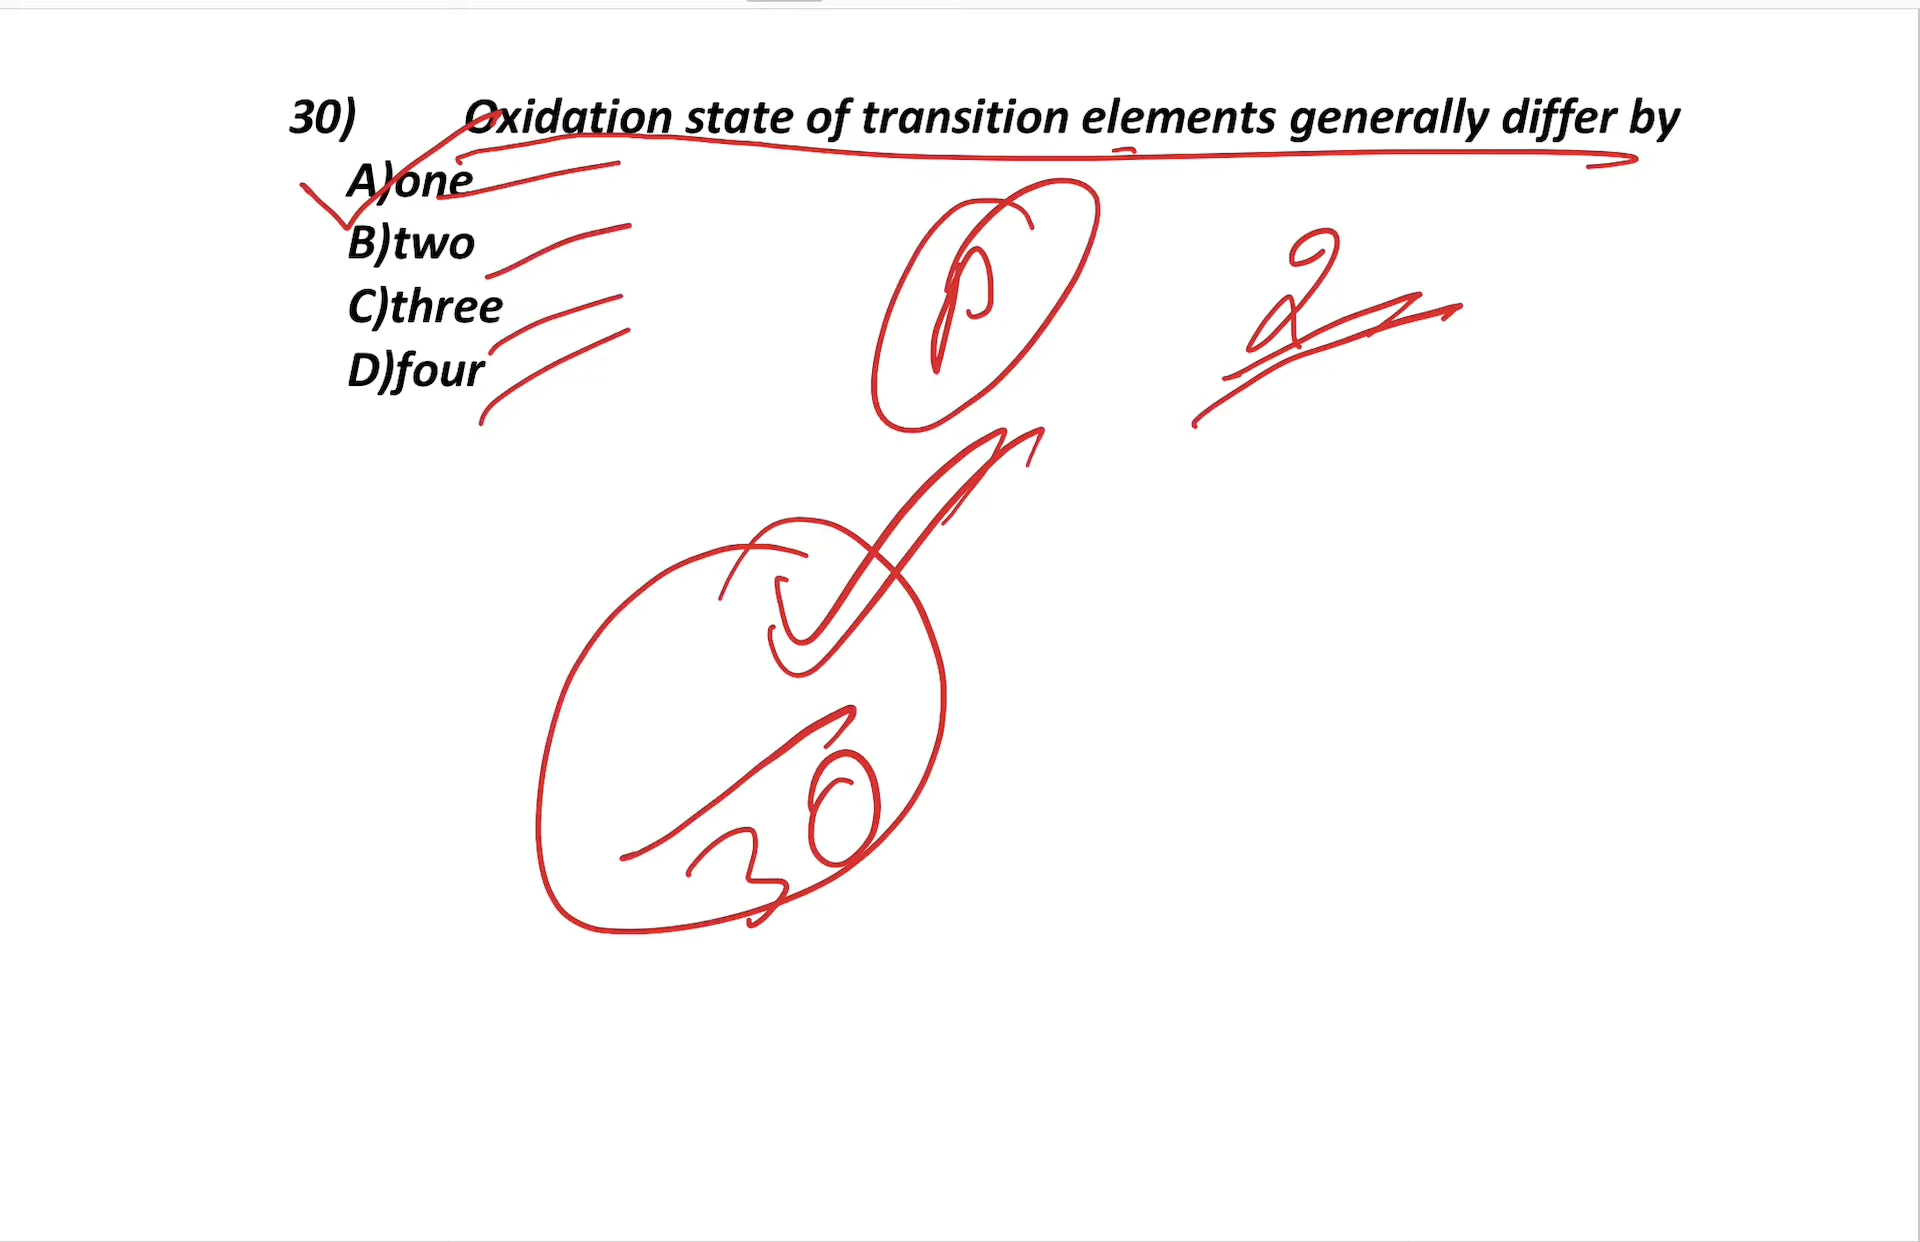 30) Oxidation state of transition elements generally differ by
A)one
B)two
C)three
D)four
p
2
30